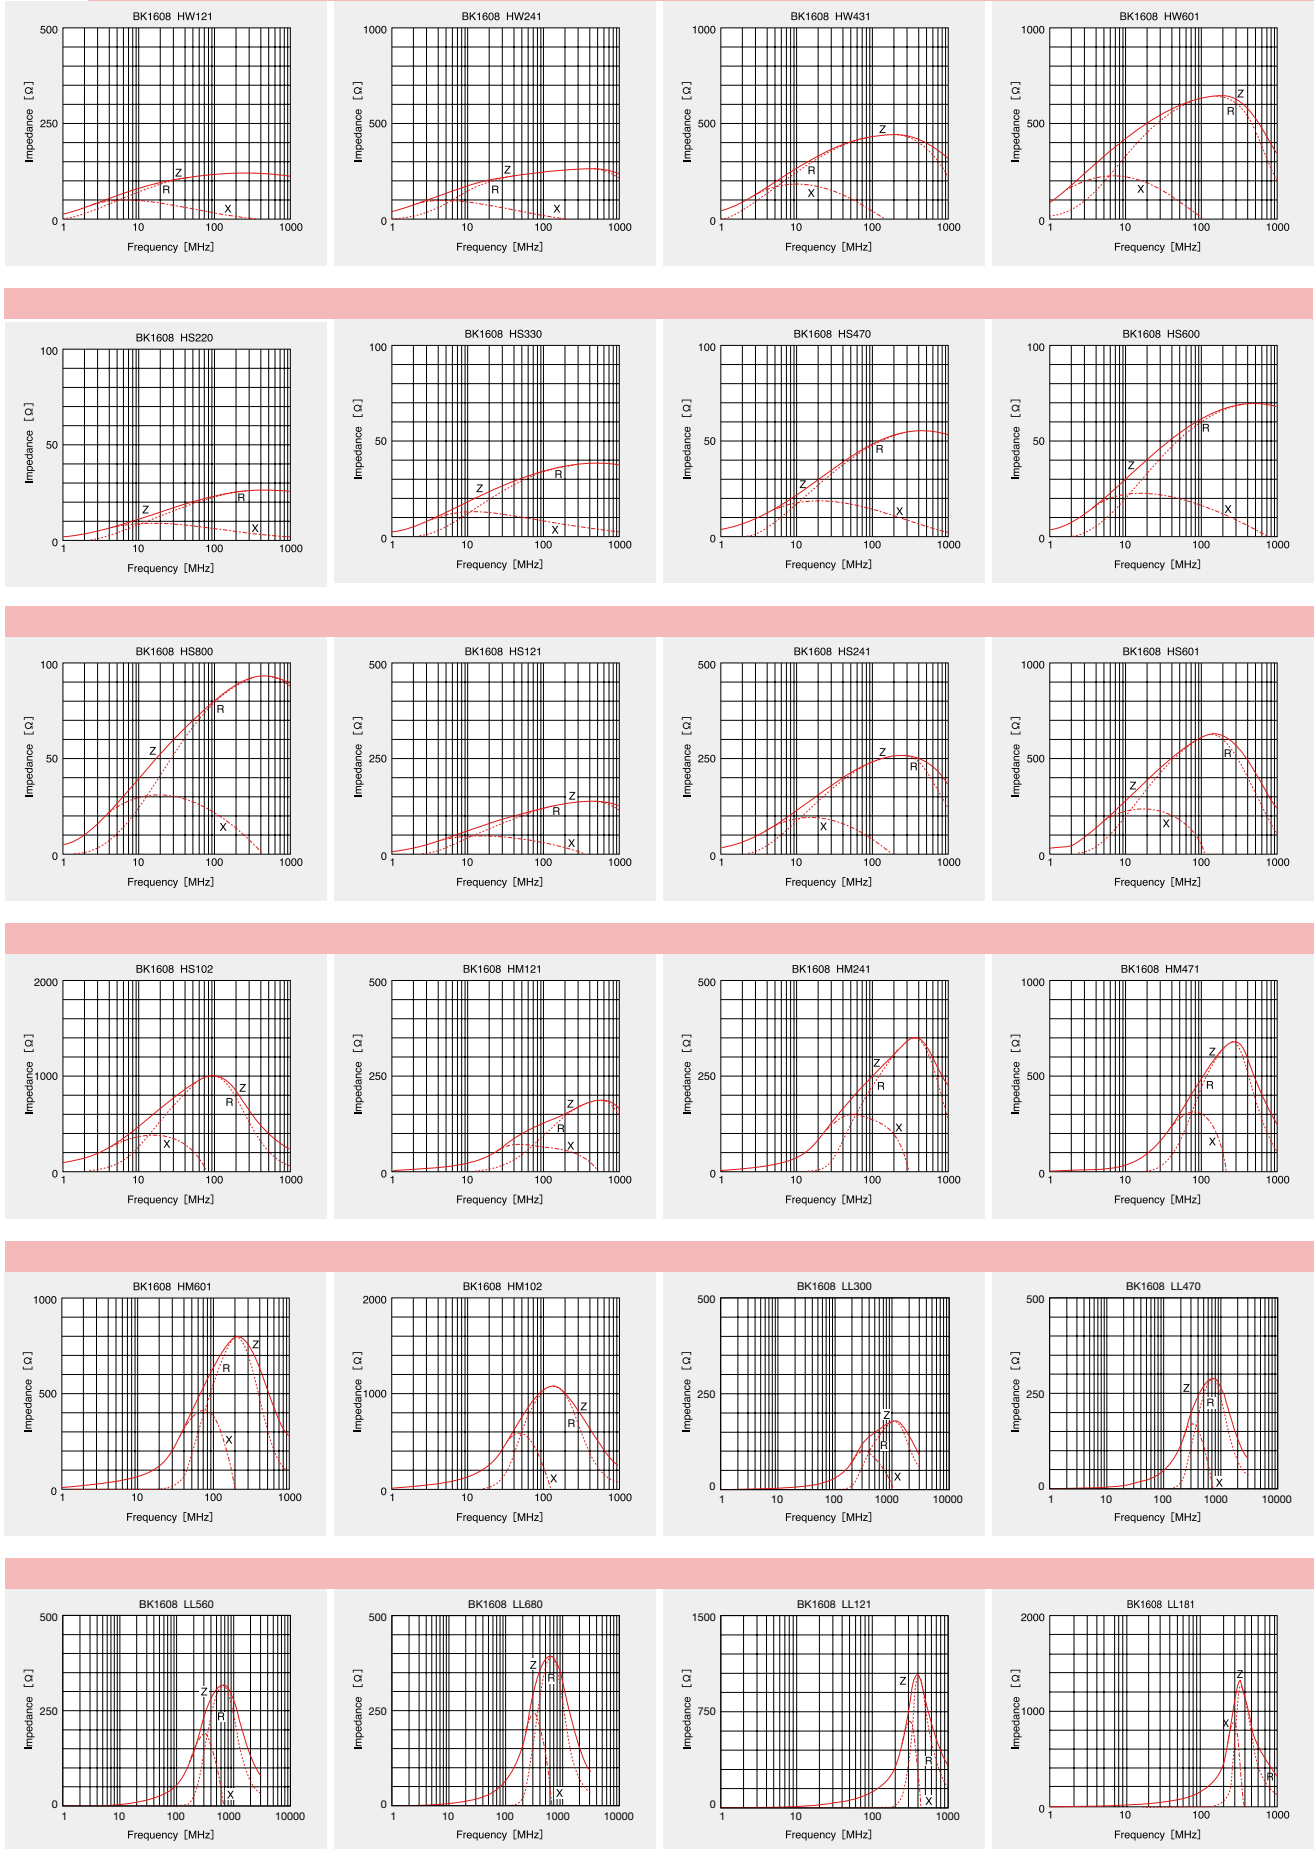 BK1608 HW121
500
250
0
Impedance [Ω]
Z
R
X
1 10 100 1000
Frequency [MHz]
BK1608 HW241
1000
500
0
Impedance [Ω]
Z
R
X
1 10 100 1000
Frequency [MHz]
BK1608 HW431
1000
500
0
Impedance [Ω]
Z
R
X
1 10 100 1000
Frequency [MHz]
BK1608 HW601
1000
500
0
Impedance [Ω]
Z
R
X
1 10 100 1000
Frequency [MHz]
BK1608 HS220
100
50
0
Impedance [Ω]
Z
R
X
1 10 100 1000
Frequency [MHz]
BK1608 HS330
100
50
0
Impedance [Ω]
Z
R
X
1 10 100 1000
Frequency [MHz]
BK1608 HS470
100
50
0
Impedance [Ω]
Z
R
X
1 10 100 1000
Frequency [MHz]
BK1608 HS600
100
50
0
Impedance [Ω]
Z
R
X
1 10 100 1000
Frequency [MHz]
BK1608 HS800
100
50
0
Impedance [Ω]
Z
R
X
1 10 100 1000
Frequency [MHz]
BK1608 HS121
500
250
0
Impedance [Ω]
Z
R
X
1 10 100 1000
Frequency [MHz]
BK1608 HS241
500
250
0
Impedance [Ω]
Z
R
X
1 10 100 1000
Frequency [MHz]
BK1608 HS601
1000
500
0
Impedance [Ω]
Z
R
X
1 10 100 1000
Frequency [MHz]
BK1608 HS102
2000
1000
0
Impedance [Ω]
Z
R
X
1 10 100 1000
Frequency [MHz]
BK1608 HM121
500
250
0
Impedance [Ω]
Z
R
X
1 10 100 1000
Frequency [MHz]
BK1608 HM241
500
250
0
Impedance [Ω]
Z
R
X
1 10 100 1000
Frequency [MHz]
BK1608 HM471
1000
500
0
Impedance [Ω]
Z
R
X
1 10 100 1000
Frequency [MHz]
BK1608 HM601
1000
500
0
Impedance [Ω]
Z
R
X
1 10 100 1000
Frequency [MHz]
BK1608 HM102
2000
1000
0
Impedance [Ω]
Z
R
X
1 10 100 1000
Frequency [MHz]
BK1608 LL300
500
250
0
Impedance [Ω]
Z
R
X
1 10 100 1000 10000
Frequency [MHz]
BK1608 LL470
500
250
0
Impedance [Ω]
Z
R
X
1 10 100 1000 10000
Frequency [MHz]
BK1608 LL560
500
250
0
Impedance [Ω]
Z
R
X
1 10 100 1000 10000
Frequency [MHz]
BK1608 LL680
500
250
0
Impedance [Ω]
Z
R
X
1 10 100 1000 10000
Frequency [MHz]
BK1608 LL121
1500
750
0
Impedance [Ω]
Z
R
X
1 10 100 1000
Frequency [MHz]
BK1608 LL181
2000
1000
0
Impedance [Ω]
Z
X
R
1 10 100 1000
Frequency [MHz]